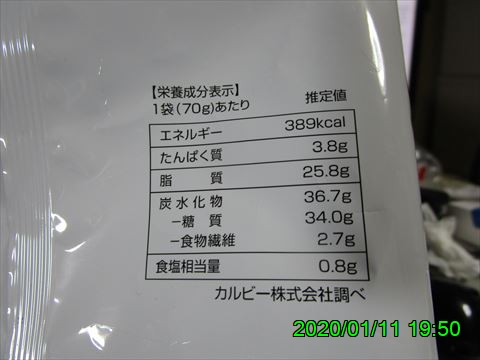 【栄養成分表示】
1袋(70g)あたり 推定値
エネルギー 389kcal
たんぱく質 3.8g
脂質 25.8g
炭水化物 36.7g
－糖質 34.0g
－食物繊維 2.7g
食塩相当量 0.8g
カルビー株式会社調べ
2020/01/11 19:50